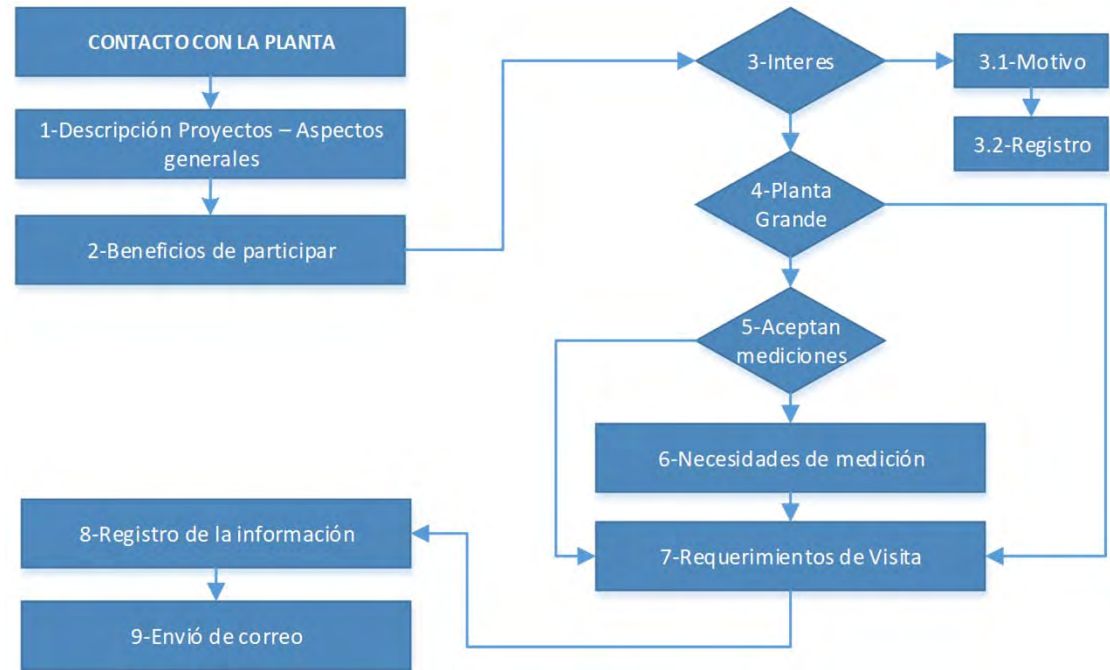 CONTACTO CON LA PLANTA
1-Descripción Proyectos – Aspectos
generales
2-Beneficios de participar
3-Interes
3.1-Motivo
3.2-Registro
4-Planta
Grande
5-Aceptan
mediciones
6-Necesidades de medición
7-Requerimientos de Visita
8-Registro de la información
9-Envió de correo